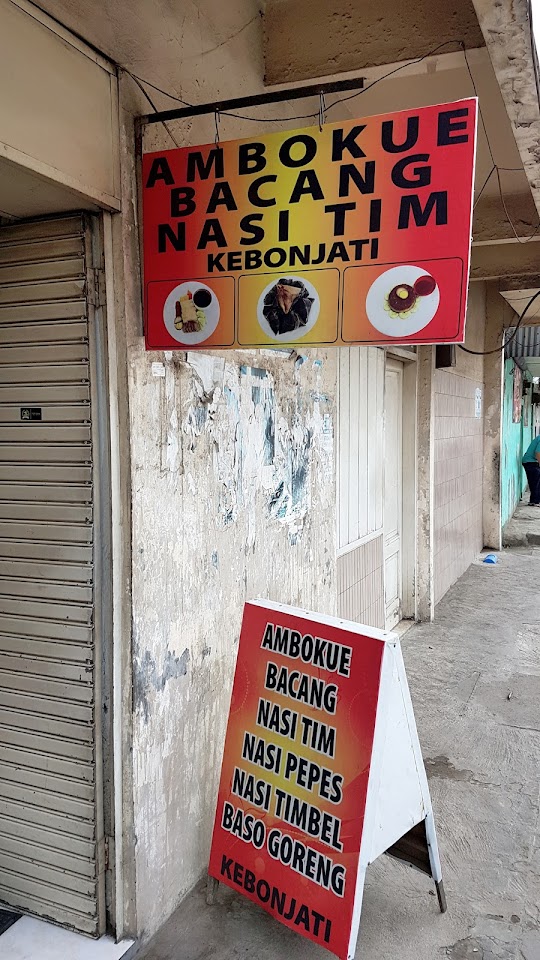 AMBOKUE
BACANG
NASI TIM
KEBONJATI
AMBOKUE
BACANG
NASI TIM
NASI PEPES
NASI TIMBEL
BASO GORENG
KEBONJATI